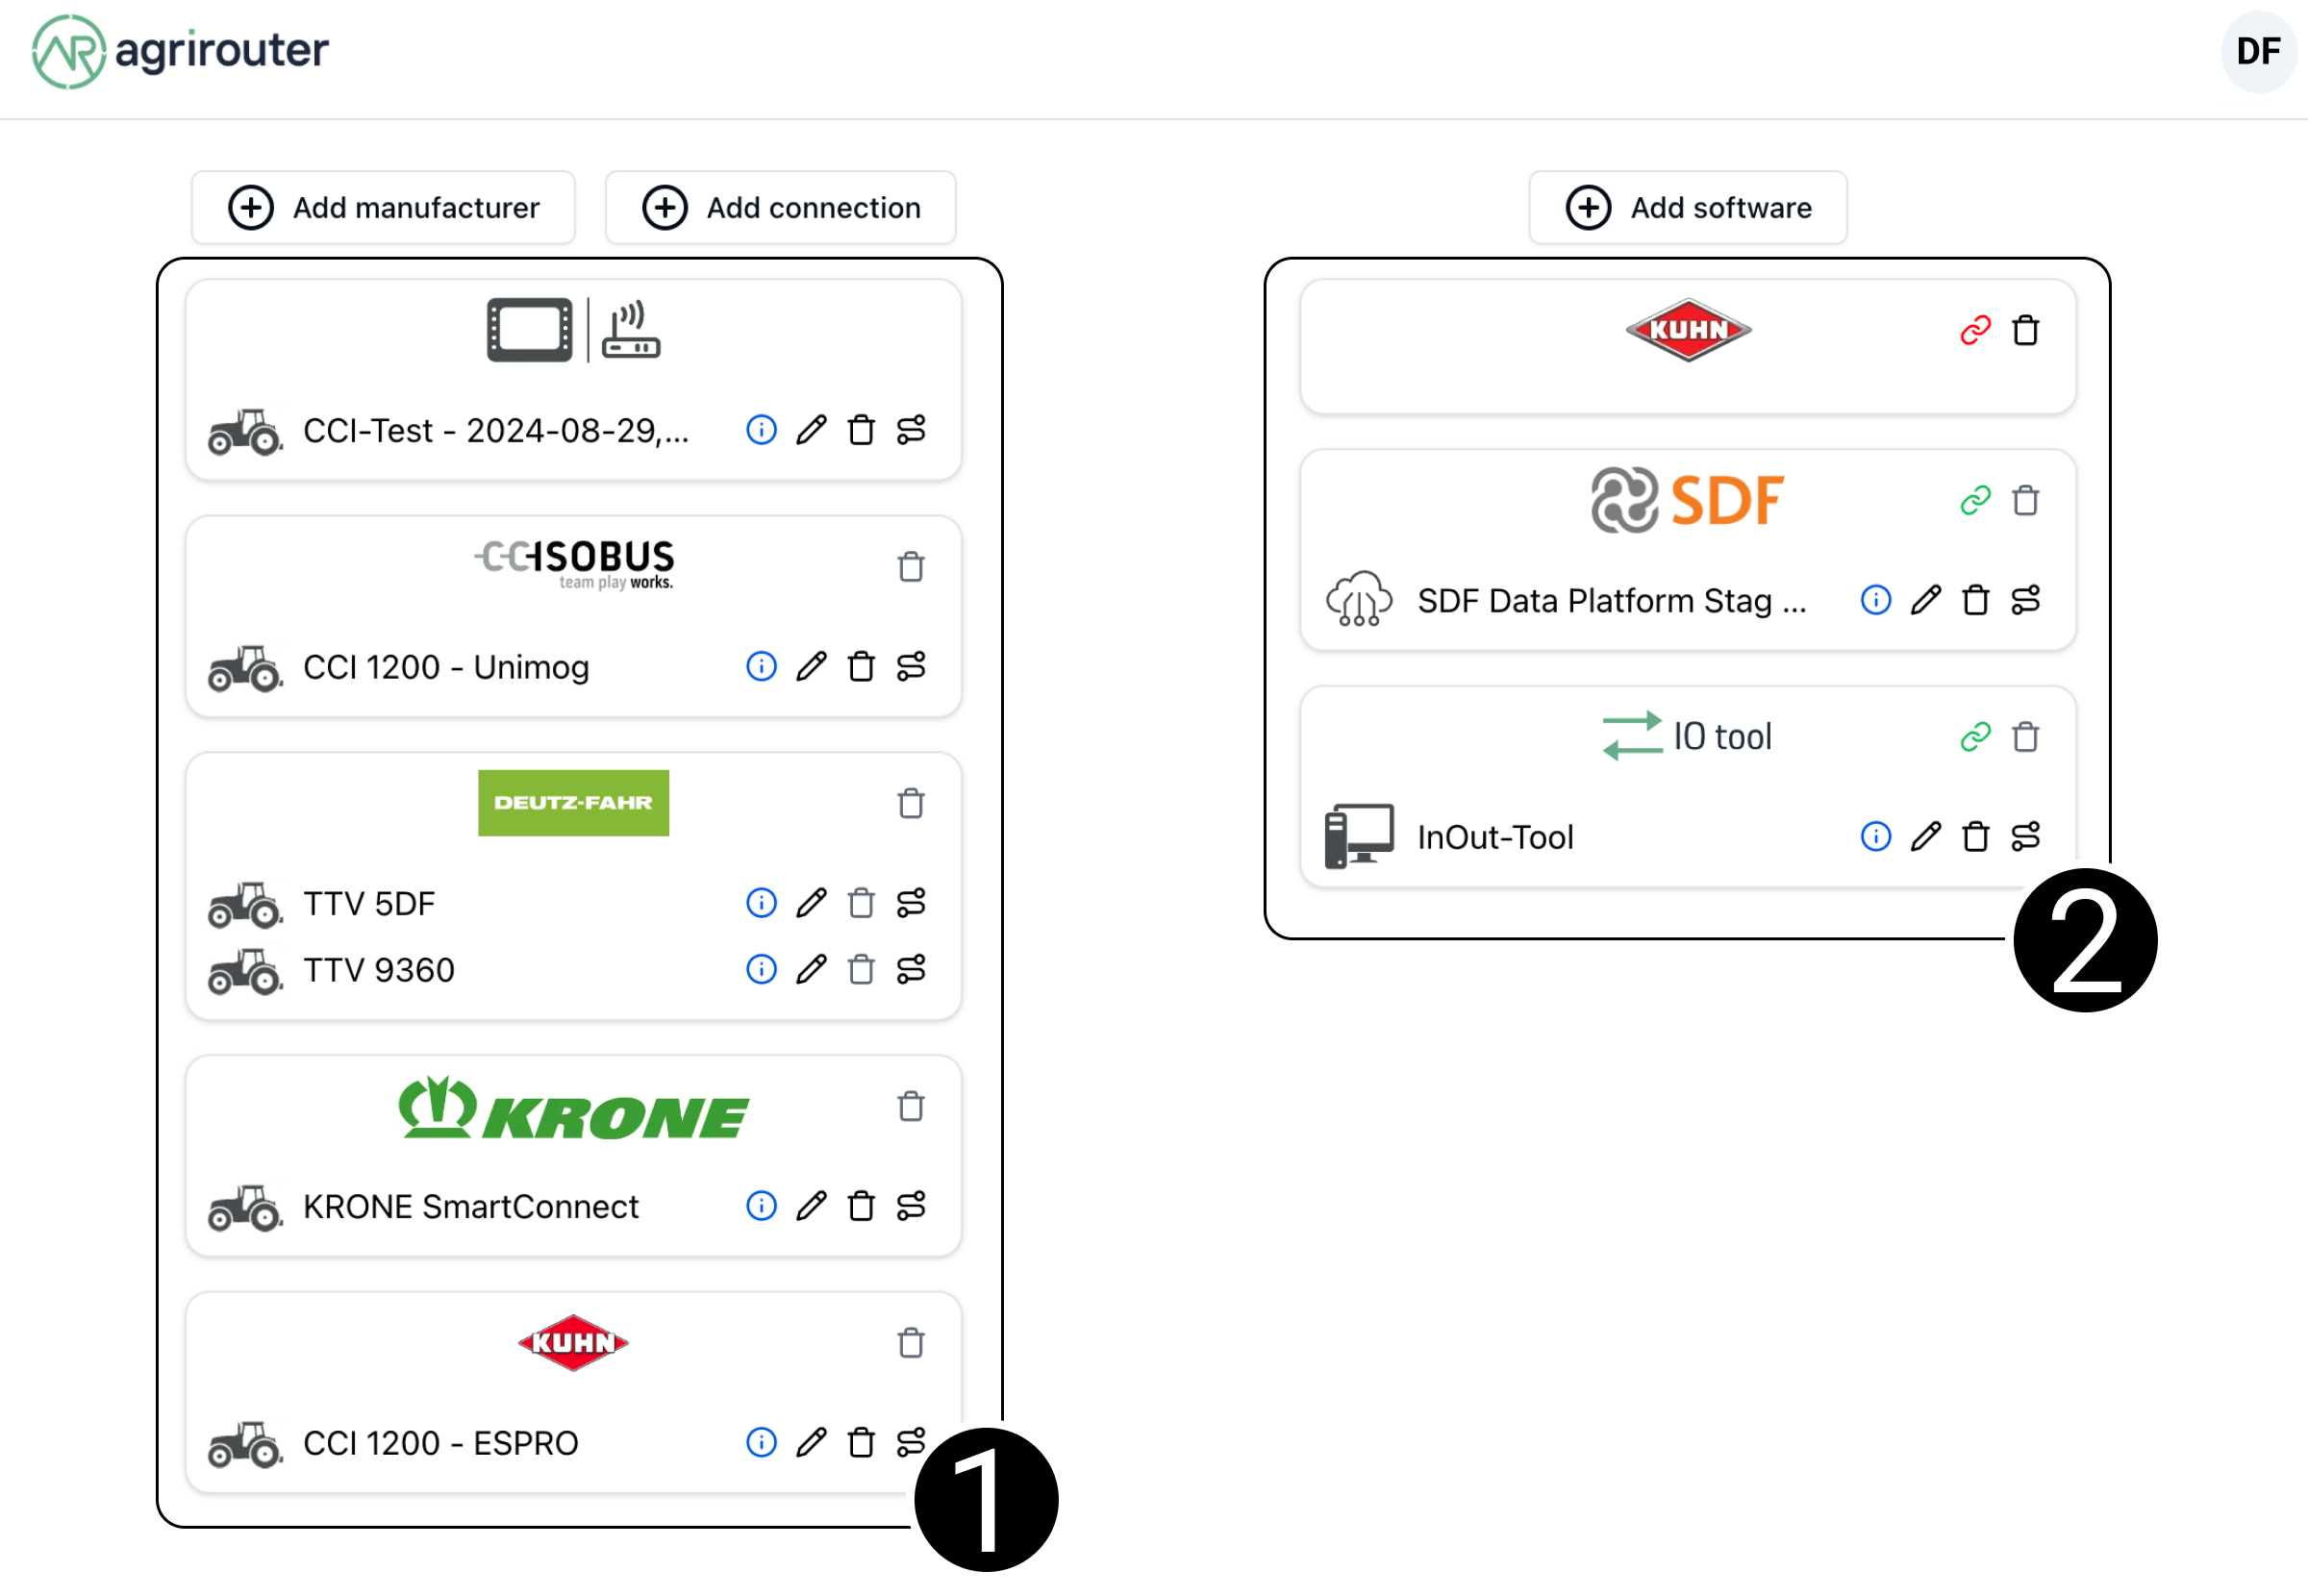 AR agrirouter
DF
Add manufacturer
Add connection
CCI-Test - 2024-08-29,...
CCISOBUS
team play works.
CCI 1200 - Unimog
DEUTZ-FAHR
TTV 5DF
TTV 9360
KRONE
KRONE SmartConnect
KUHN
CCI 1200 - ESPRO
1
Add software
KUHN
SDF
SDF Data Platform Stag ...
IO tool
InOut-Tool
2